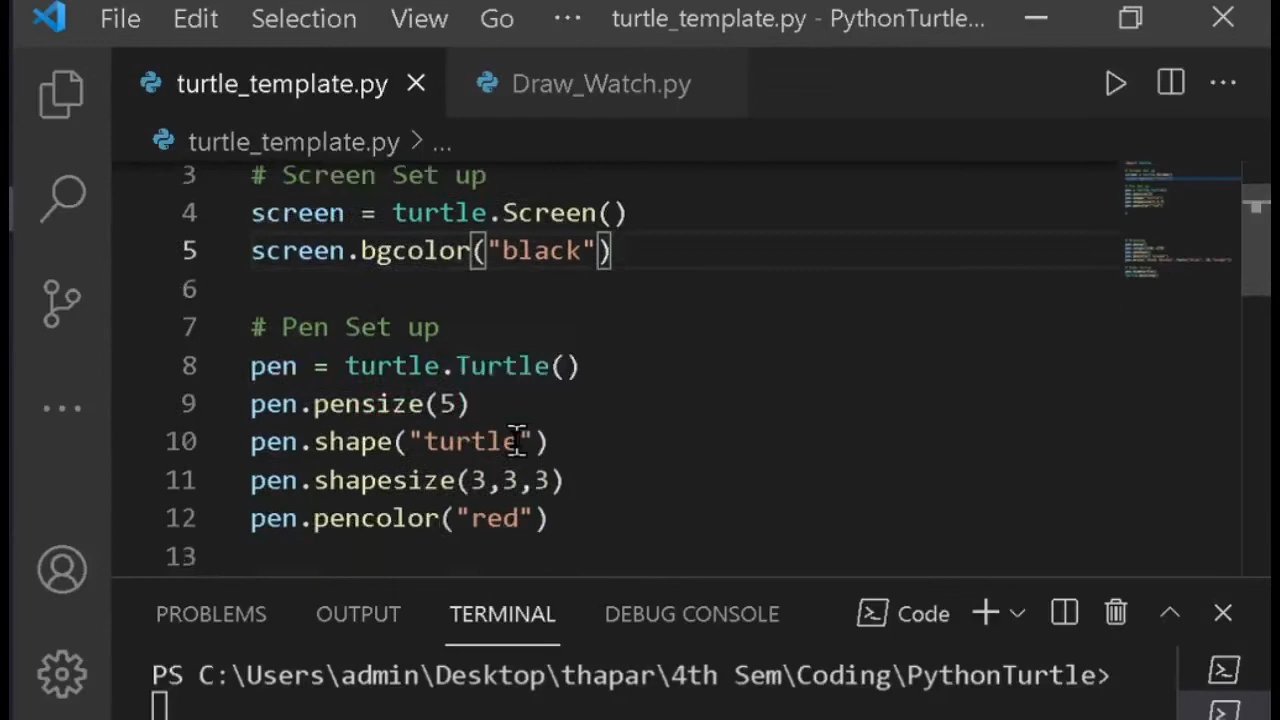 File Edit Selection View Go ··· turtle_template.py - PythonTurtle...
turtle_template.py Draw_Watch.py
turtle_template.py > ...
3 # Screen Set up
4 screen = turtle.Screen()
5 screen.bgcolor("black")
6
7 # Pen Set up
8 pen = turtle.Turtle()
9 pen.pensize(5)
10 pen.shape("turtle")
11 pen.shapesize(3,3,3)
12 pen.pencolor("red")
13
PROBLEMS OUTPUT TERMINAL DEBUG CONSOLE Code
PS C:\Users\admin\Desktop\thapar\4th Sem\Coding\PythonTurtle>